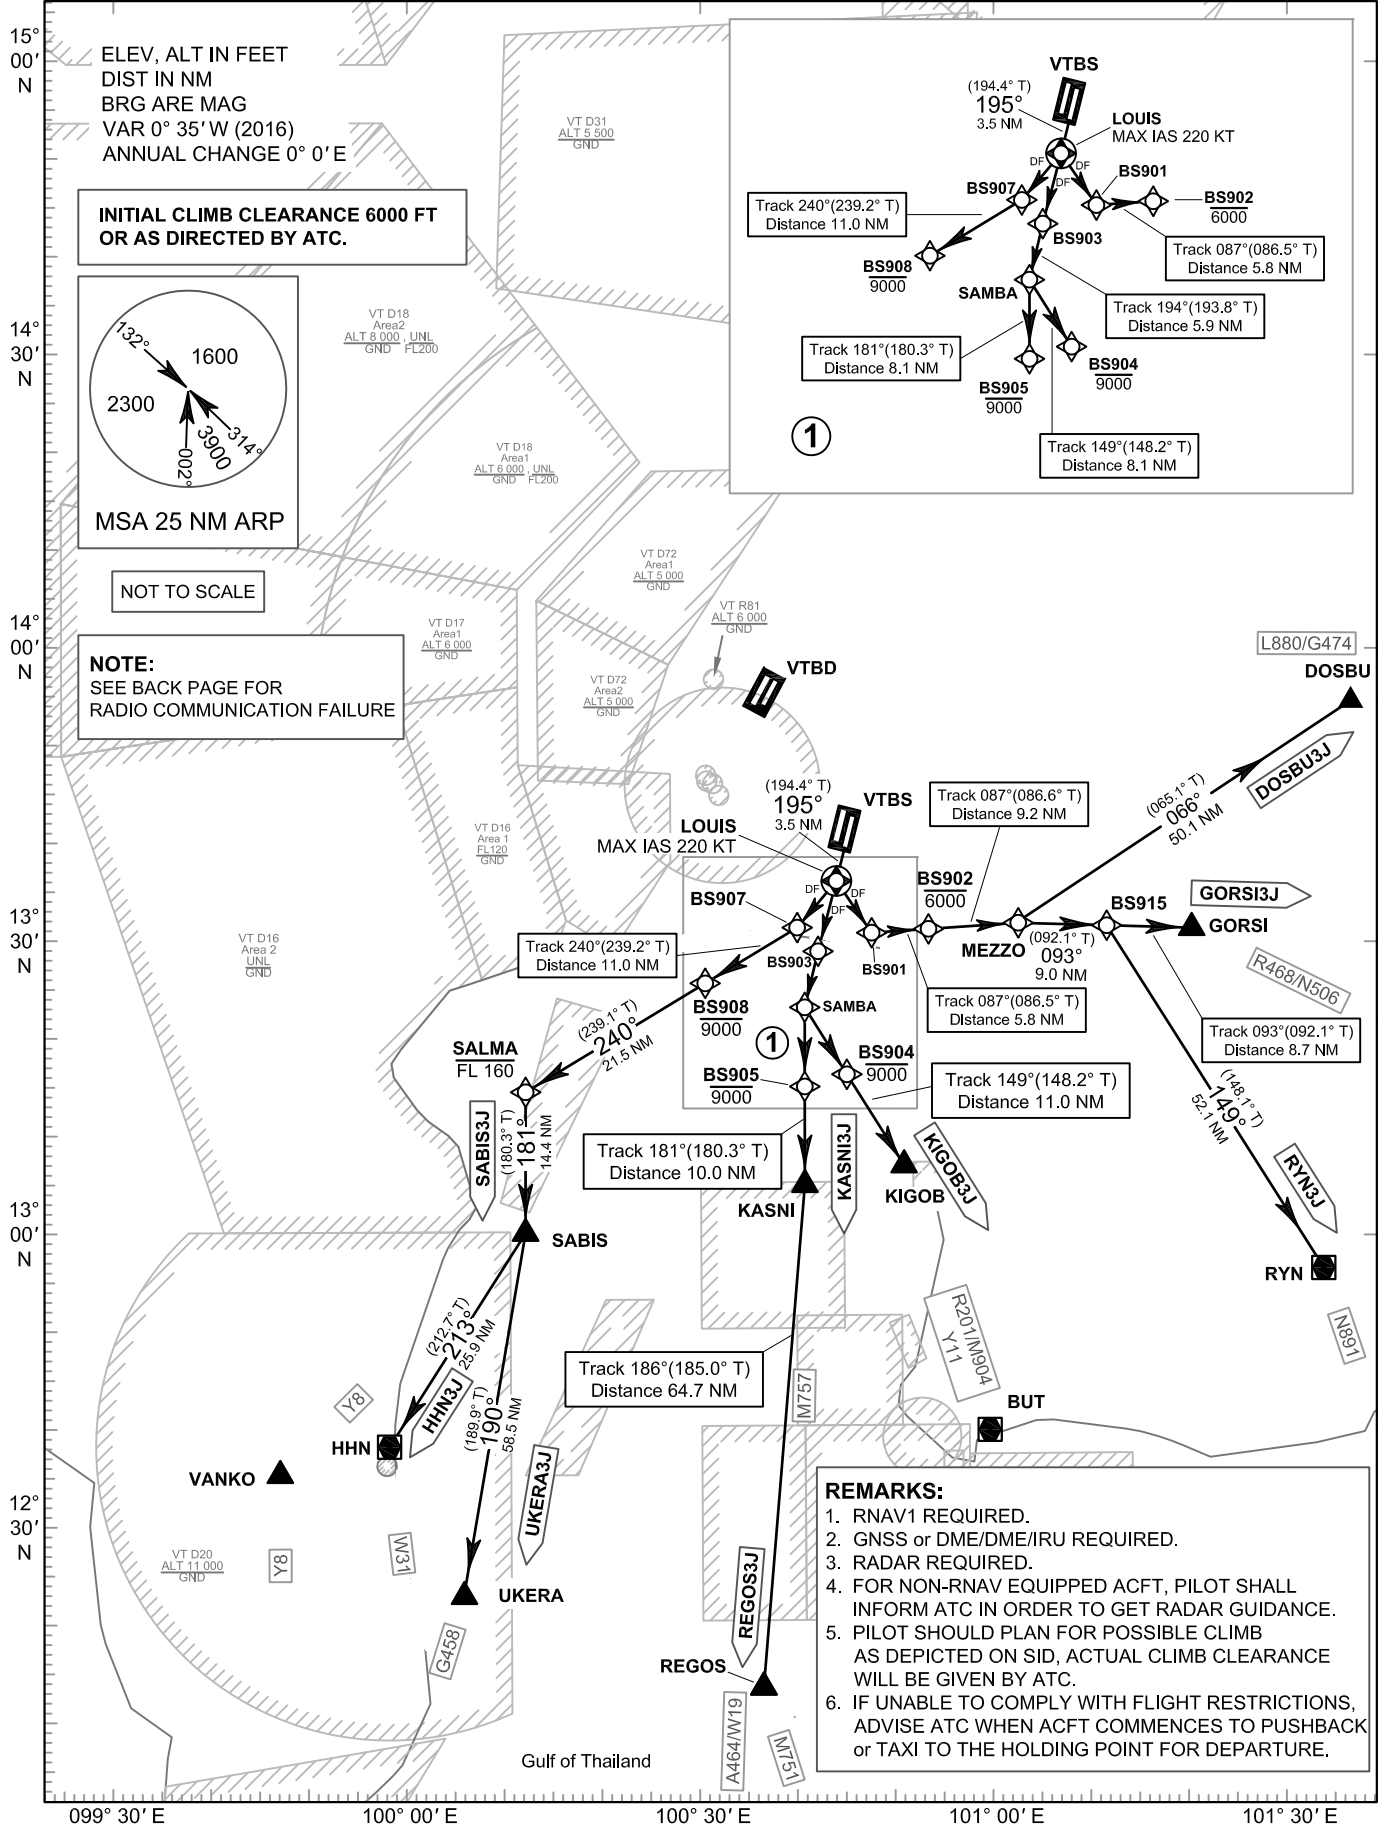 15°
00′
N
ELEV, ALT IN FEET
DIST IN NM
BRG ARE MAG
VAR 0° 35′ W (2016)
ANNUAL CHANGE 0° 0′ E
INITIAL CLIMB CLEARANCE 6000 FT
OR AS DIRECTED BY ATC.
132°
1600
2300
3900
314°
002°
MSA 25 NM ARP
NOT TO SCALE
NOTE:
SEE BACK PAGE FOR
RADIO COMMUNICATION FAILURE
VT D31
ALT 5 500
GND
VT D18
Area2
ALT 8 000 , UNL
GND FL200
VT D18
Area1
ALT 6 000 , UNL
GND FL200
VT D72
Area1
ALT 5 000
GND
VT R81
ALT 6 000
GND
VT D17
Area1
ALT 6 000
GND
VT D72
Area2
ALT 5 000
GND
VT D16
Area 1
FL120
GND
VT D16
Area 2
UNL
GND
VT D20
ALT 11 000
GND
VTBS
(194.4° T)
195°
3.5 NM
LOUIS
MAX IAS 220 KT
DF
DF
DF
BS901
BS907
BS902
6000
Track 240°(239.2° T)
Distance 11.0 NM
BS903
Track 087°(086.5° T)
Distance 5.8 NM
BS908
9000
SAMBA
Track 194°(193.8° T)
Distance 5.9 NM
Track 181°(180.3° T)
Distance 8.1 NM
BS904
9000
BS905
9000
1
Track 149°(148.2° T)
Distance 8.1 NM
14°
30′
N
14°
00′
N
VTBD
L880/G474
DOSBU
DOSBU3J
(065.1° T)
066°
50.1 NM
(194.4° T)
195°
3.5 NM
VTBS
LOUIS
MAX IAS 220 KT
Track 087°(086.6° T)
Distance 9.2 NM
DF
DF
DF
BS902
6000
BS907
BS915
GORSI3J
GORSI
13°
30′
N
Track 240°(239.2° T)
Distance 11.0 NM
BS903
BS901
MEZZO
(092.1° T)
093°
9.0 NM
R468/N506
BS908
9000
SAMBA
Track 087°(086.5° T)
Distance 5.8 NM
Track 093°(092.1° T)
Distance 8.7 NM
(239.1° T)
240°
21.5 NM
SALMA
FL 160
1
BS904
9000
BS905
9000
Track 149°(148.2° T)
Distance 11.0 NM
(148.1° T)
149°
52.1 NM
SABIS3J
(180.3° T)
181°
14.4 NM
Track 181°(180.3° T)
Distance 10.0 NM
KASNI3J
KIGOB3J
RYN3J
KASNI
KIGOB
13°
00′
N
SABIS
RYN
(212.7° T)
213°
25.9 NM
HHN3J
(189.9° T)
190°
58.5 NM
UKERA3J
Track 186°(185.0° T)
Distance 64.7 NM
M757
R201/M904
Y11
N891
Y8
HHN
BUT
VANKO
12°
30′
N
Y8
W31
UKERA
G458
REGOS3J
REGOS
A464/W19
M751
Gulf of Thailand
REMARKS:
1. RNAV1 REQUIRED.
2. GNSS or DME/DME/IRU REQUIRED.
3. RADAR REQUIRED.
4. FOR NON-RNAV EQUIPPED ACFT, PILOT SHALL
INFORM ATC IN ORDER TO GET RADAR GUIDANCE.
5. PILOT SHOULD PLAN FOR POSSIBLE CLIMB
AS DEPICTED ON SID, ACTUAL CLIMB CLEARANCE
WILL BE GIVEN BY ATC.
6. IF UNABLE TO COMPLY WITH FLIGHT RESTRICTIONS,
ADVISE ATC WHEN ACFT COMMENCES TO PUSHBACK
or TAXI TO THE HOLDING POINT FOR DEPARTURE.
099° 30′ E
100° 00′ E
100° 30′ E
101° 00′ E
101° 30′ E